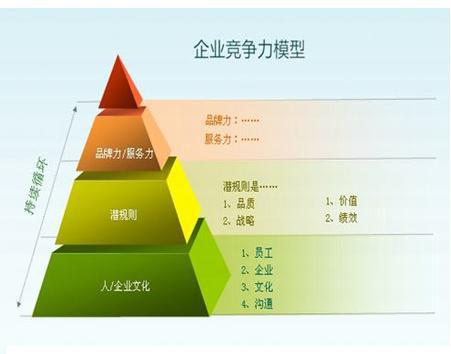 企业竞争力模型
品牌力:……
服务力:……
品牌力/服务力
持续循环
潜规则是……
潜规则
1、品质
2、战略
1、价值
2、绩效
人/企业文化
1、员工
2、企业
3、文化
4、沟通